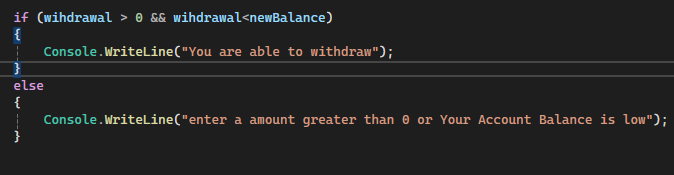 if (wihdrawal > 0 && wihdrawal<newBalance)
{
Console.WriteLine("You are able to withdraw");
}
else
{
Console.WriteLine("enter a amount greater than 0 or Your Account Balance is low");
}